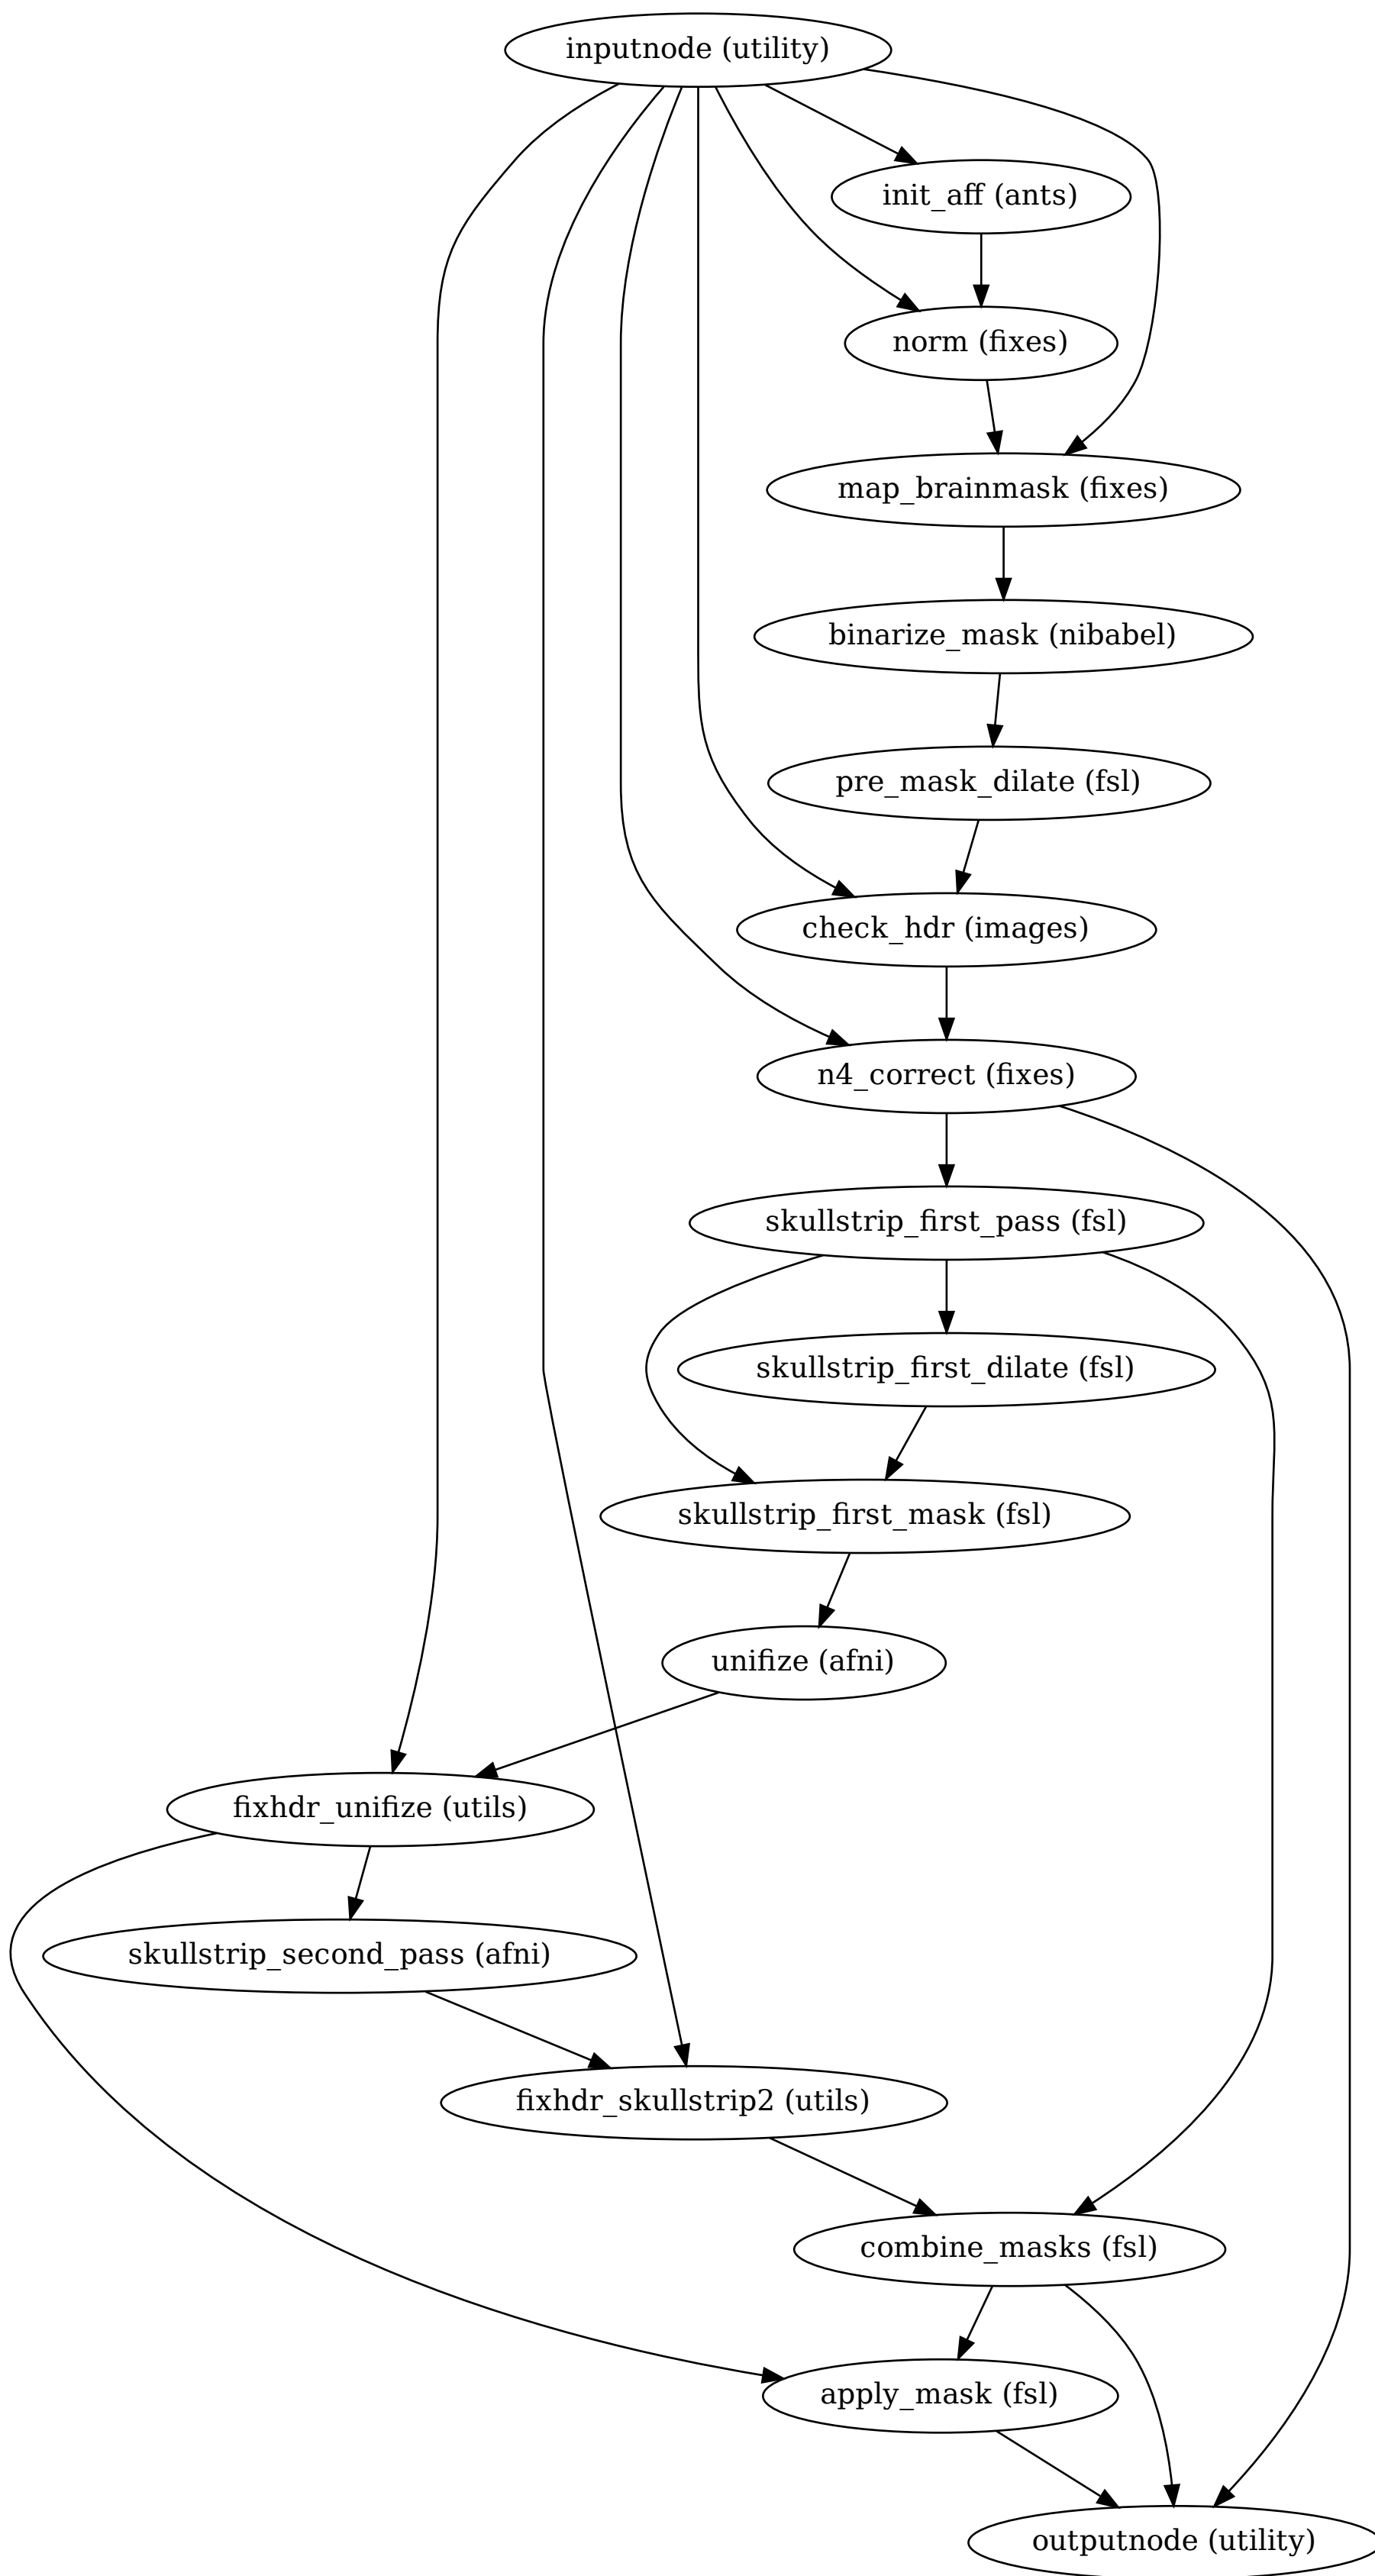 inputnode (utility)
init_aff (ants)
norm (fixes)
map_brainmask (fixes)
binarize_mask (nibabel)
pre_mask_dilate (fsl)
check_hdr (images)
n4_correct (fixes)
skullstrip_first_pass (fsl)
skullstrip_first_dilate (fsl)
skullstrip_first_mask (fsl)
unifize (afni)
fixhdr_unifize (utils)
skullstrip_second_pass (afni)
fixhdr_skullstrip2 (utils)
combine_masks (fsl)
apply_mask (fsl)
outputnode (utility)